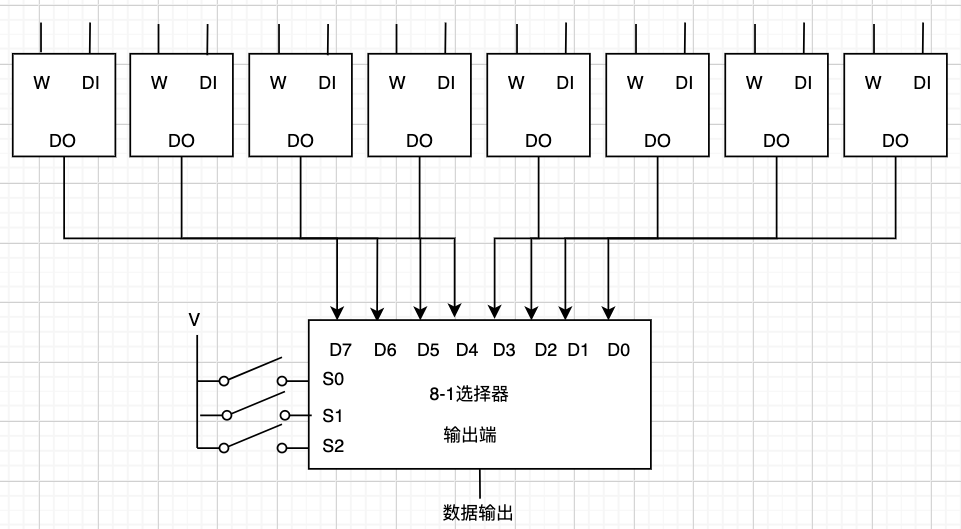 W DI W DI W DI W DI W DI W DI W DI W DI
DO DO DO DO DO DO DO DO
V
D7 D6 D5 D4 D3 D2 D1 D0
S0
8-1选择器
S1
输出端
S2
数据输出